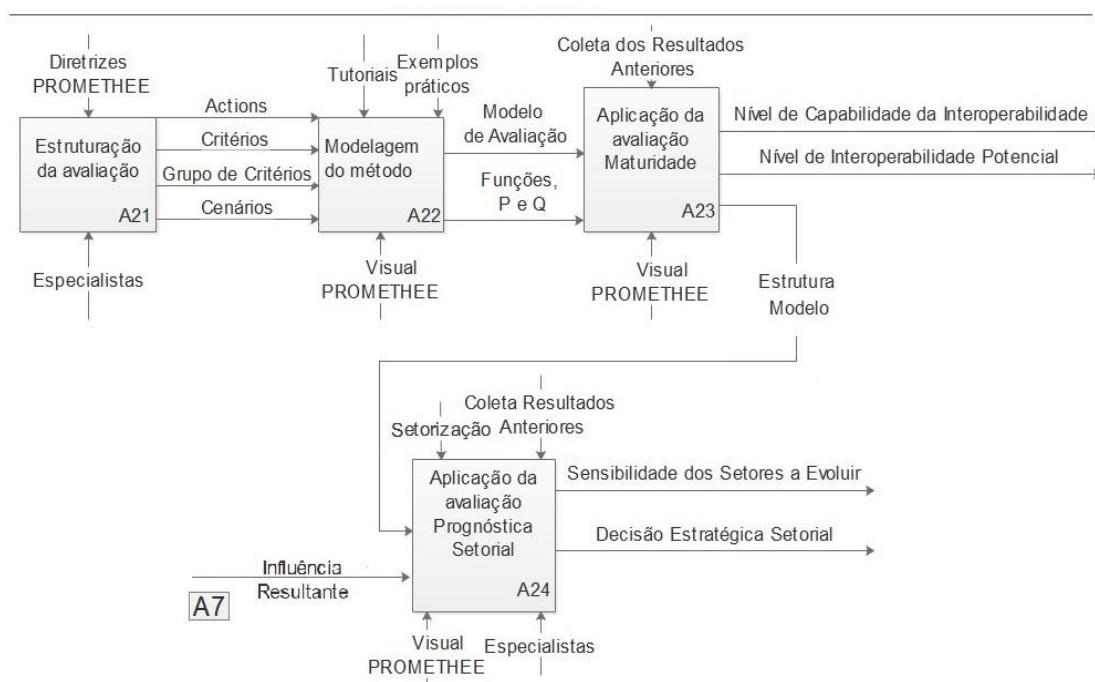 Diretrizes
PROMETHEE
Tutoriais
Exemplos
práticos
Coleta dos Resultados
Anteriores
Estruturação
da avaliação
A21
Actions
Critérios
Grupo de Critérios
Cenários
Modelagem
do método
A22
Modelo
de Avaliação
Funções,
P e Q
Aplicação da
avaliação
Maturidade
A23
Nível de Capabilidade da Interoperabilidade
Nível de Interoperabilidade Potencial
Especialistas
Visual
PROMETHEE
Visual
PROMETHEE
Estrutura
Modelo
Setorização
Coleta Resultados
Anteriores
Aplicação da
avaliação
Prognóstica
Setorial
A24
Sensibilidade dos Setores a Evoluir
Decisão Estratégica Setorial
Influência
Resultante
A7
Visual
PROMETHEE
Especialistas